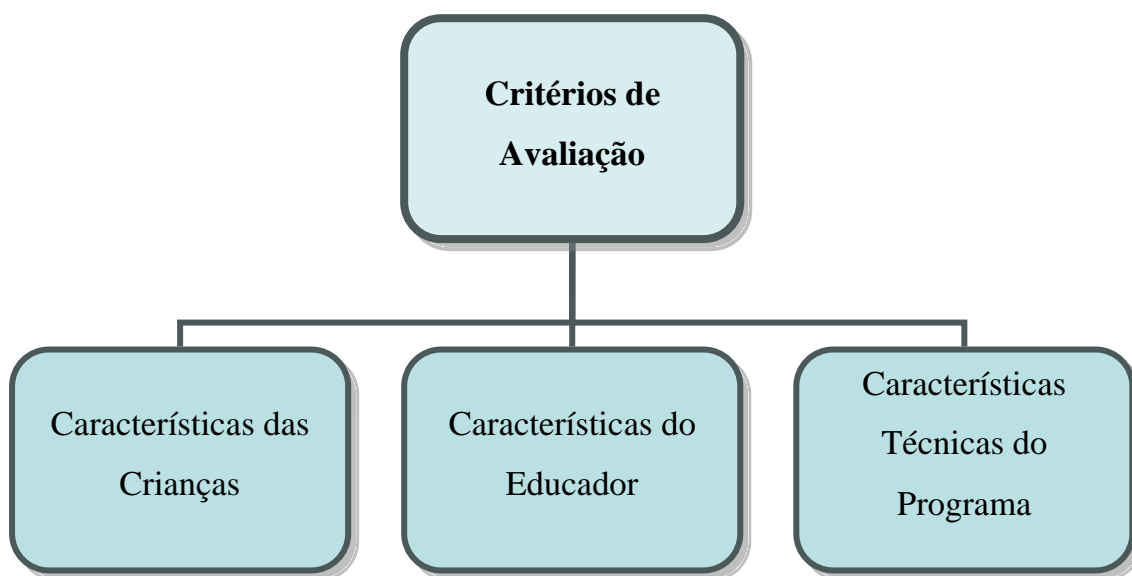 Critérios de
Avaliação
Características das
Crianças
Características do
Educador
Características
Técnicas do
Programa